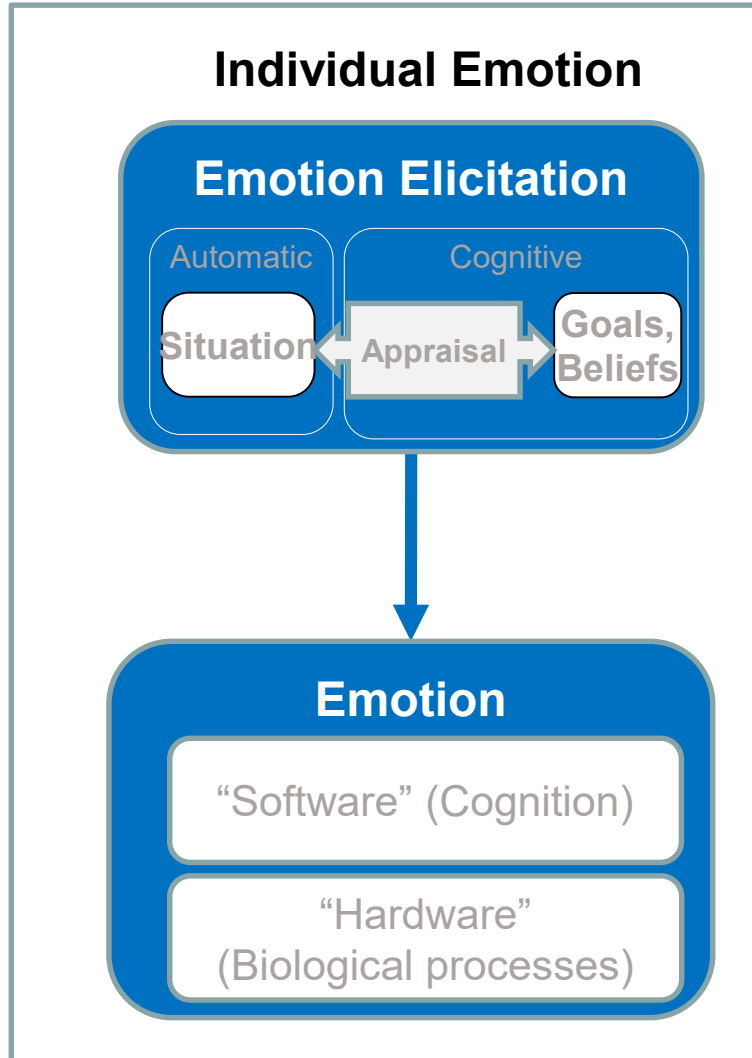 Individual Emotion
Emotion Elicitation
Automatic
Cognitive
Situation
Appraisal
Goals,
Beliefs
Emotion
“Software” (Cognition)
“Hardware”
(Biological processes)